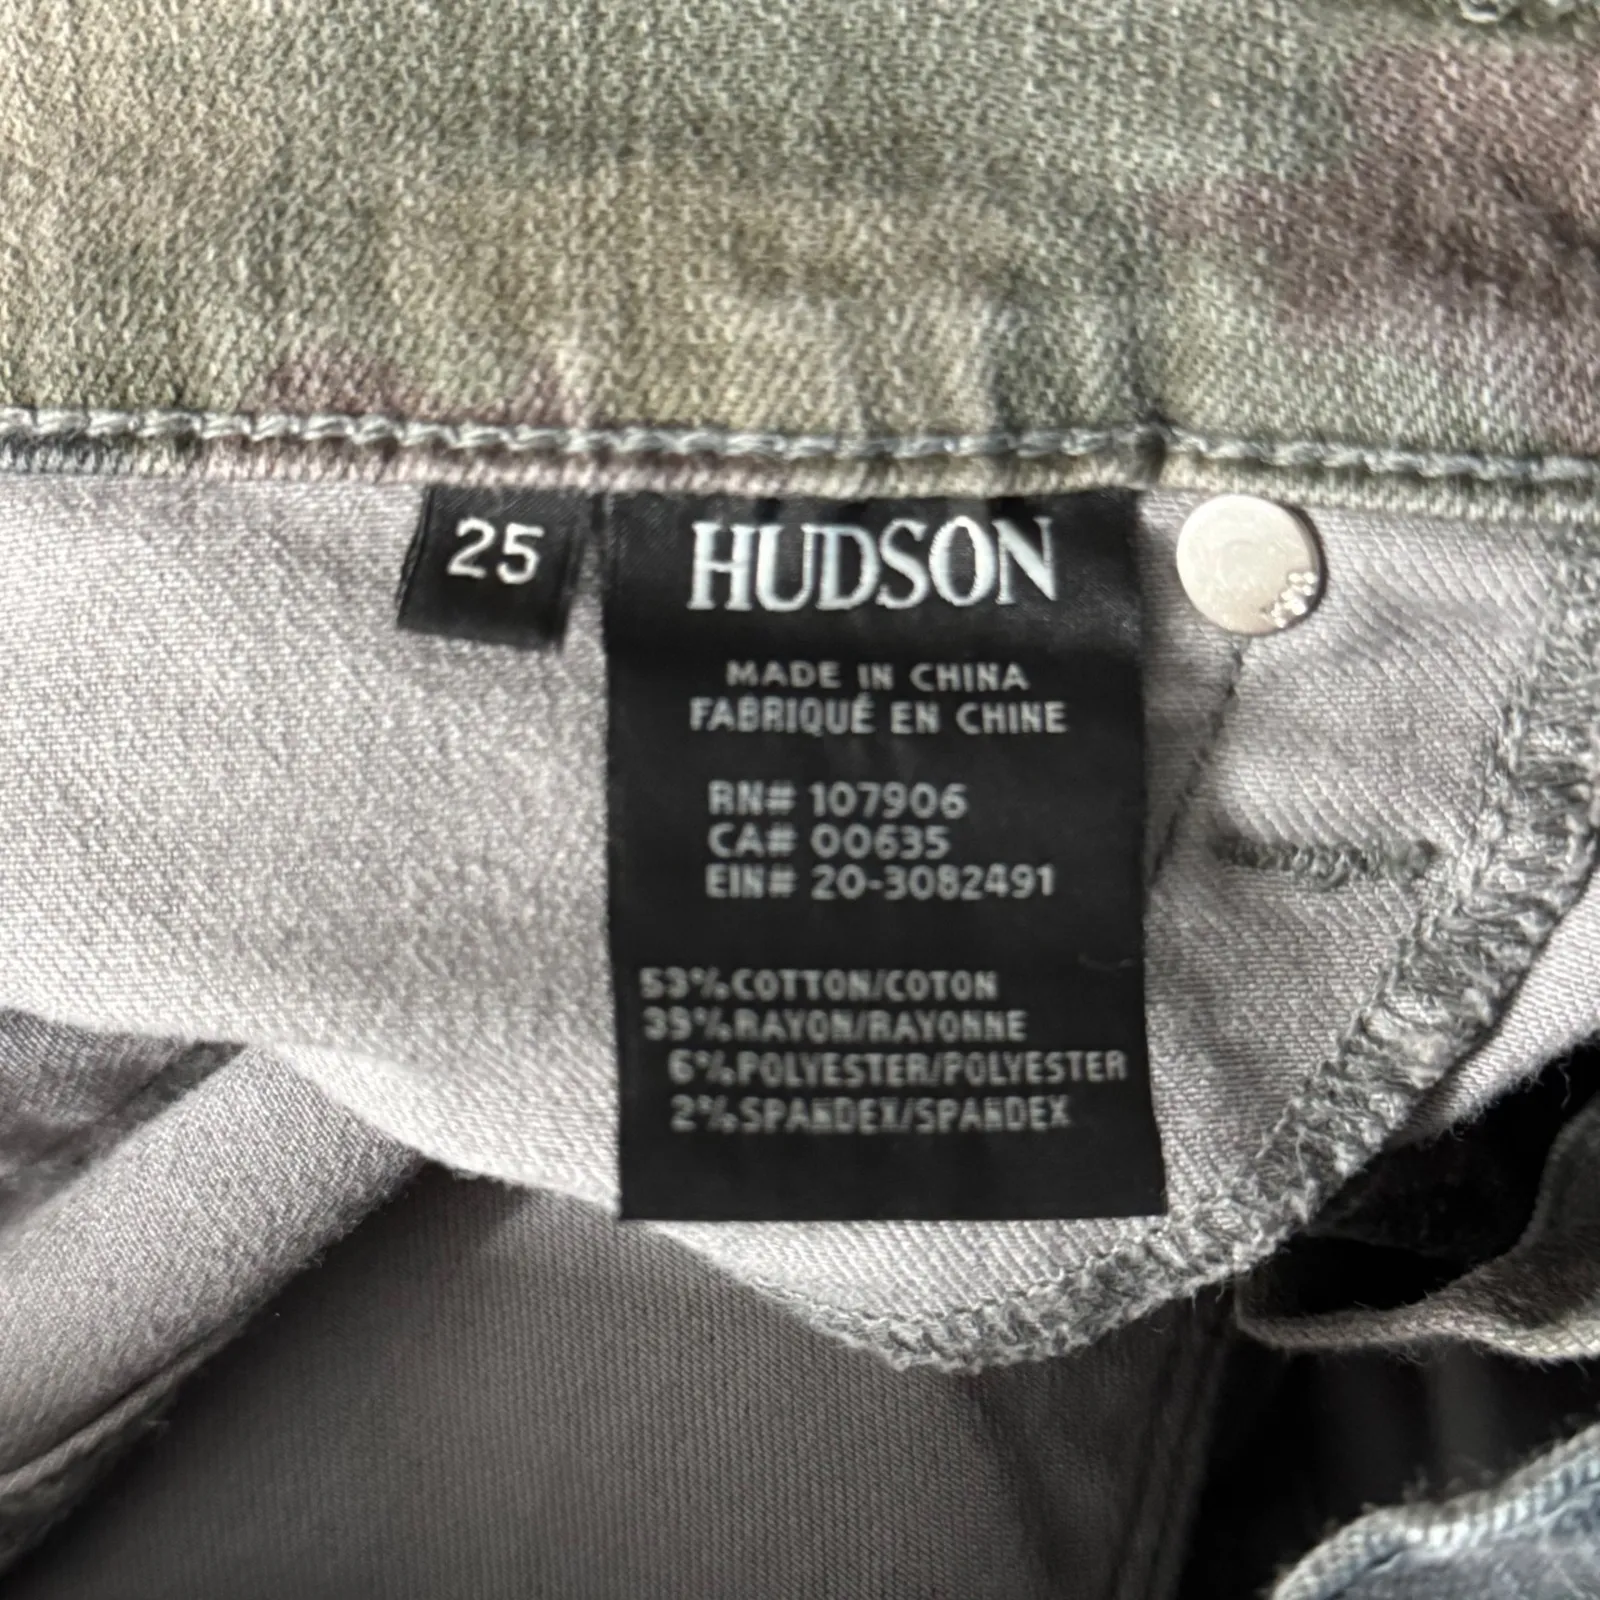 25
HUDSON
MADE IN CHINA
FABRIQUÉ EN CHINE
RN# 107906
CA# 00635
EIN# 20-3082491
53% COTTON/COTON
39% RAYON/RAYONNE
6% POLYESTER/POLYESTER
2% SPANDEX/SPANDEX